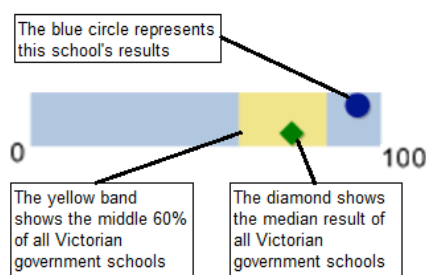 The blue circle represents
this school's results
0
100
The yellow band
shows the middle 60%
of all Victorian
government schools
The diamond shows
the median result of
all Victorian
government schools